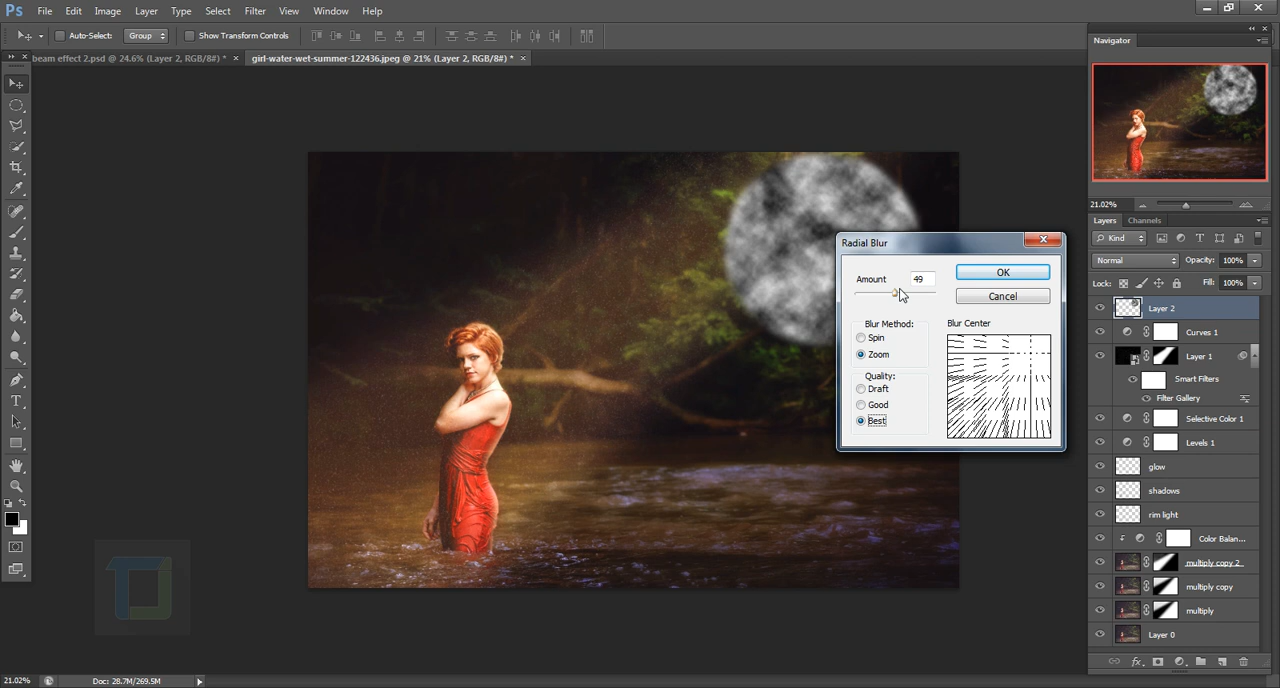 Ps File Edit Image Layer Type Select Filter View Window Help
Auto-Select: Group Show Transform Controls
beam effect 2.psd @ 24.6% (Layer 2, RGB/8#) * × girl-water-wet-summer-122436.jpeg @ 21% (Layer 2, RGB/8#) * ×
Navigator
21.02%
Layers Channels
Kind
Normal Opacity: 100%
Lock: Fill: 100%
Layer 2
Curves 1
Layer 1
Smart Filters
Filter Gallery
Selective Color 1
Levels 1
glow
shadows
rim light
Color Balan...
multiply copy 2
multiply copy
multiply
Layer 0
Radial Blur
Amount 49
OK
Cancel
Blur Method:
Spin
Zoom
Quality:
Draft
Good
Best
Blur Center
21.02% Doc: 28.7M/269.5M